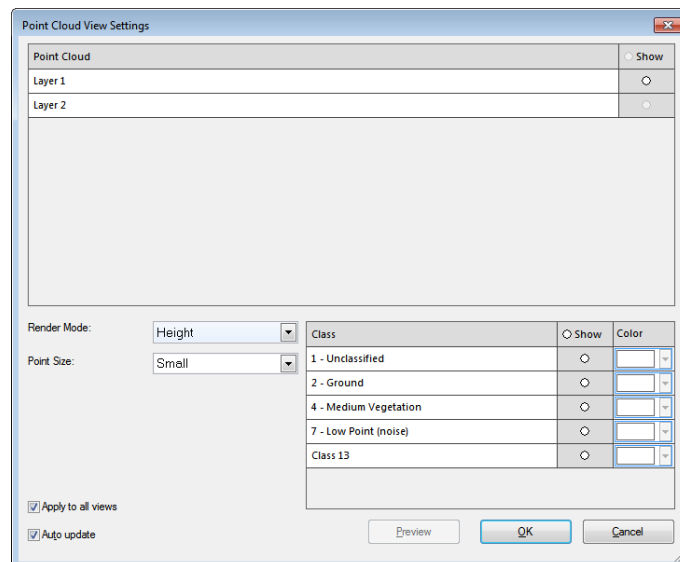 Point Cloud View Settings
Point Cloud Show
Layer 1
Layer 2
Render Mode: Height
Point Size: Small
Class Show Color
1 - Unclassified
2 - Ground
4 - Medium Vegetation
7 - Low Point (noise)
Class 13
Apply to all views
Auto update
Preview OK Cancel